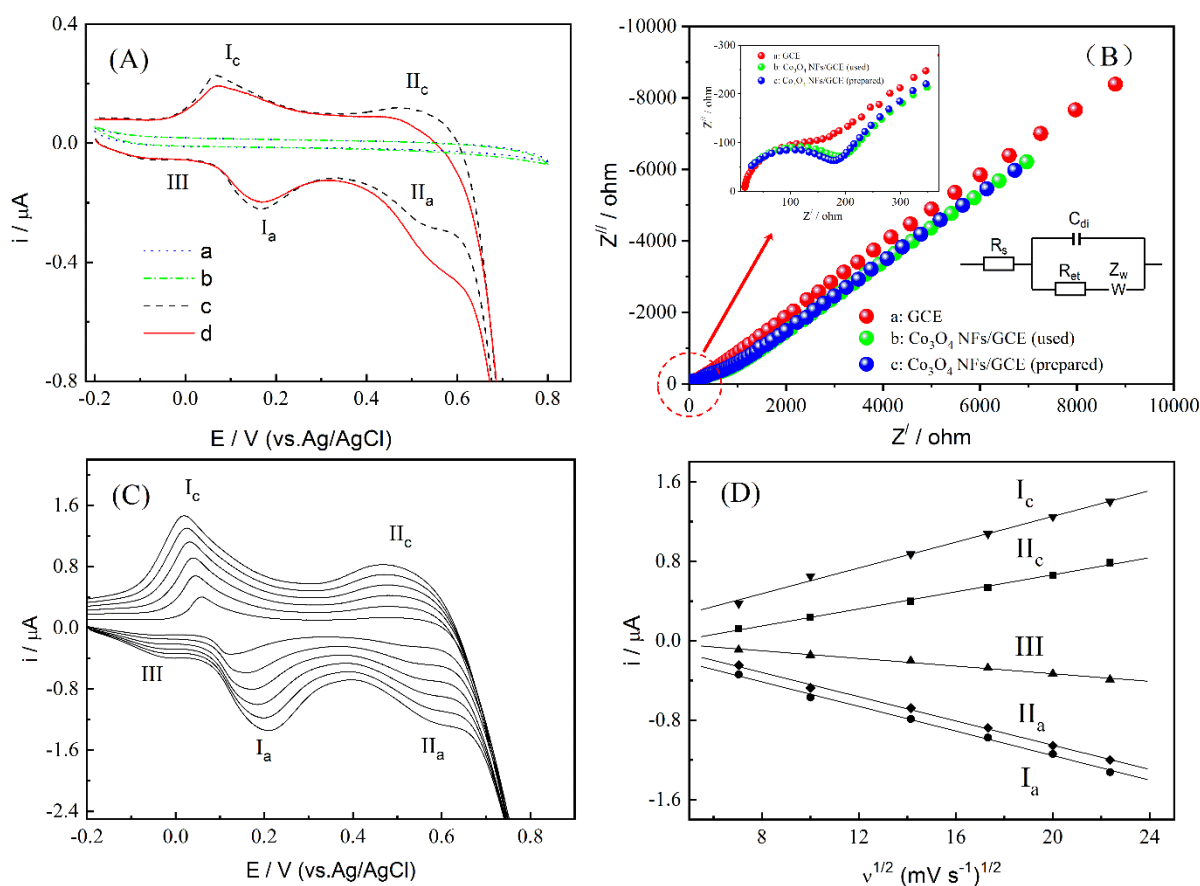 (A)
0.4
0.0
-0.4
-0.8
i / μA
I_c
II_c
III
I_a
II_a
a
b
c
d
-0.2 0.0 0.2 0.4 0.6 0.8
E / V (vs.Ag/AgCl)
(B)
-8000
-6000
-4000
-2000
0
Z// / ohm
-300
-200
-100
0
Z// / ohm
a: GCE
b: Co3O4 NFs/GCE (used)
c: Co3O4 NFs/GCE (prepared)
100 200 300
Z/ / ohm
C_di
R_s
R_et
Z_w
W
a: GCE
b: Co3O4 NFs/GCE (used)
c: Co3O4 NFs/GCE (prepared)
0 2000 4000 6000 8000 10000
Z/ / ohm
(C)
1.6
0.8
0.0
-0.8
-1.6
-2.4
i / μA
I_c
II_c
III
I_a
II_a
-0.2 0.0 0.2 0.4 0.6 0.8
E / V (vs.Ag/AgCl)
(D)
1.6
0.8
0.0
-0.8
-1.6
i / μA
I_c
II_c
III
II_a
I_a
8 12 16 20 24
ν^1/2 (mV s^-1)^1/2